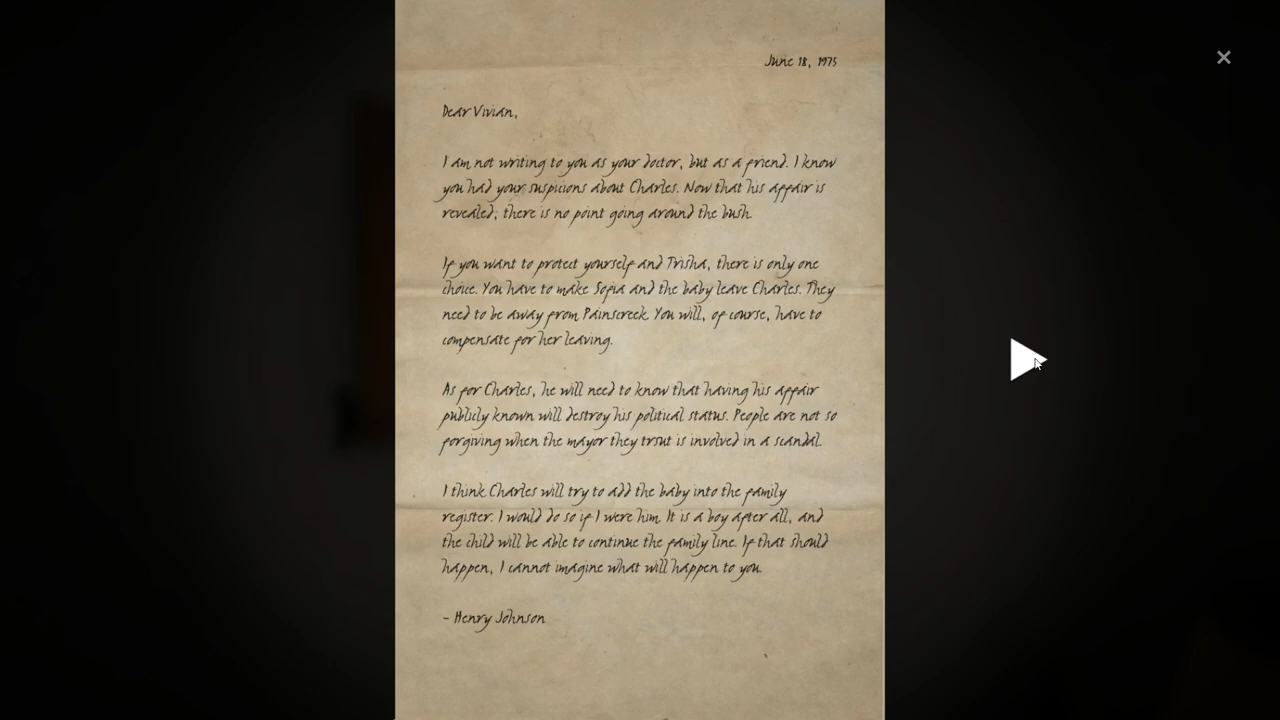 June 18, 1975
Dear Vivian,
I am not writing to you as your doctor, but as a friend. I know
you had your suspicions about Charles. Now that his affair is
revealed, there is no point going around the bush.
If you want to protect yourself and Trisha, there is only one
choice. You have to make Sofia and the baby leave Charles. They
need to be away from Painscreek. You will, of course, have to
compensate for her leaving.
As for Charles, he will need to know that having his affair
publicly known will destroy his political status. People are not so
forgiving when the mayor they trsut is involved in a scandal.
I think Charles will try to add the baby into the family
register. I would do so if I were him. It is a boy after all, and
the child will be able to continue the family line. If that should
happen, I cannot imagine what will happen to you.
- Henry Johnson